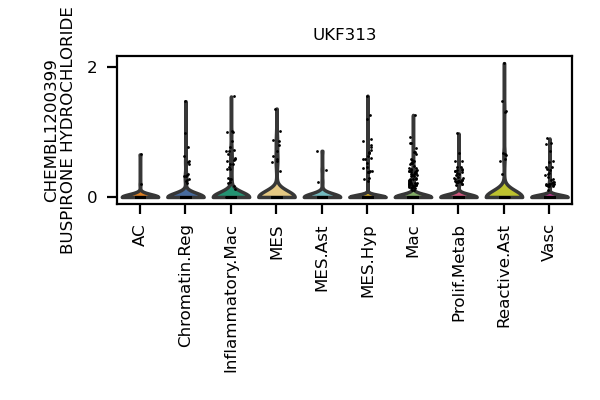 UKF313
CHEMBL1200399
BUSPIRONE HYDROCHLORIDE
2
0
AC
Chromatin.Reg
Inflammatory.Mac
MES
MES.Ast
MES.Hyp
Mac
Prolif.Metab
Reactive.Ast
Vasc